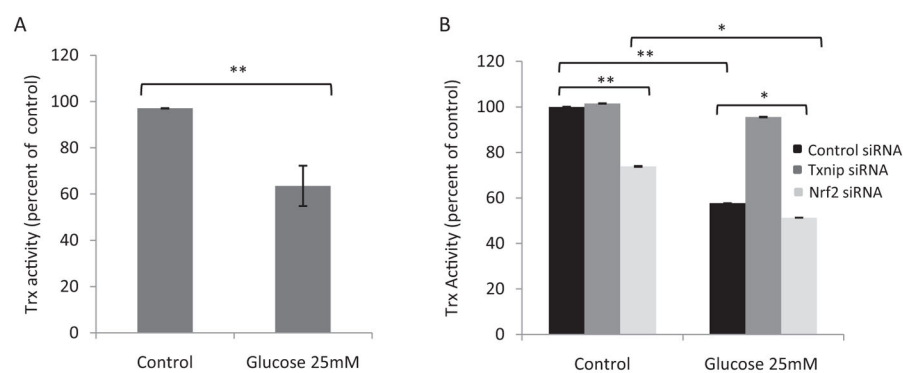 A
Trx activity (percent of control)
120
100
80
60
40
20
0
**
Control
Glucose 25mM
B
Trx Activity (percent of control)
120
100
80
60
40
20
0
*
**
**
*
Control siRNA
Txnip siRNA
Nrf2 siRNA
Control
Glucose 25mM